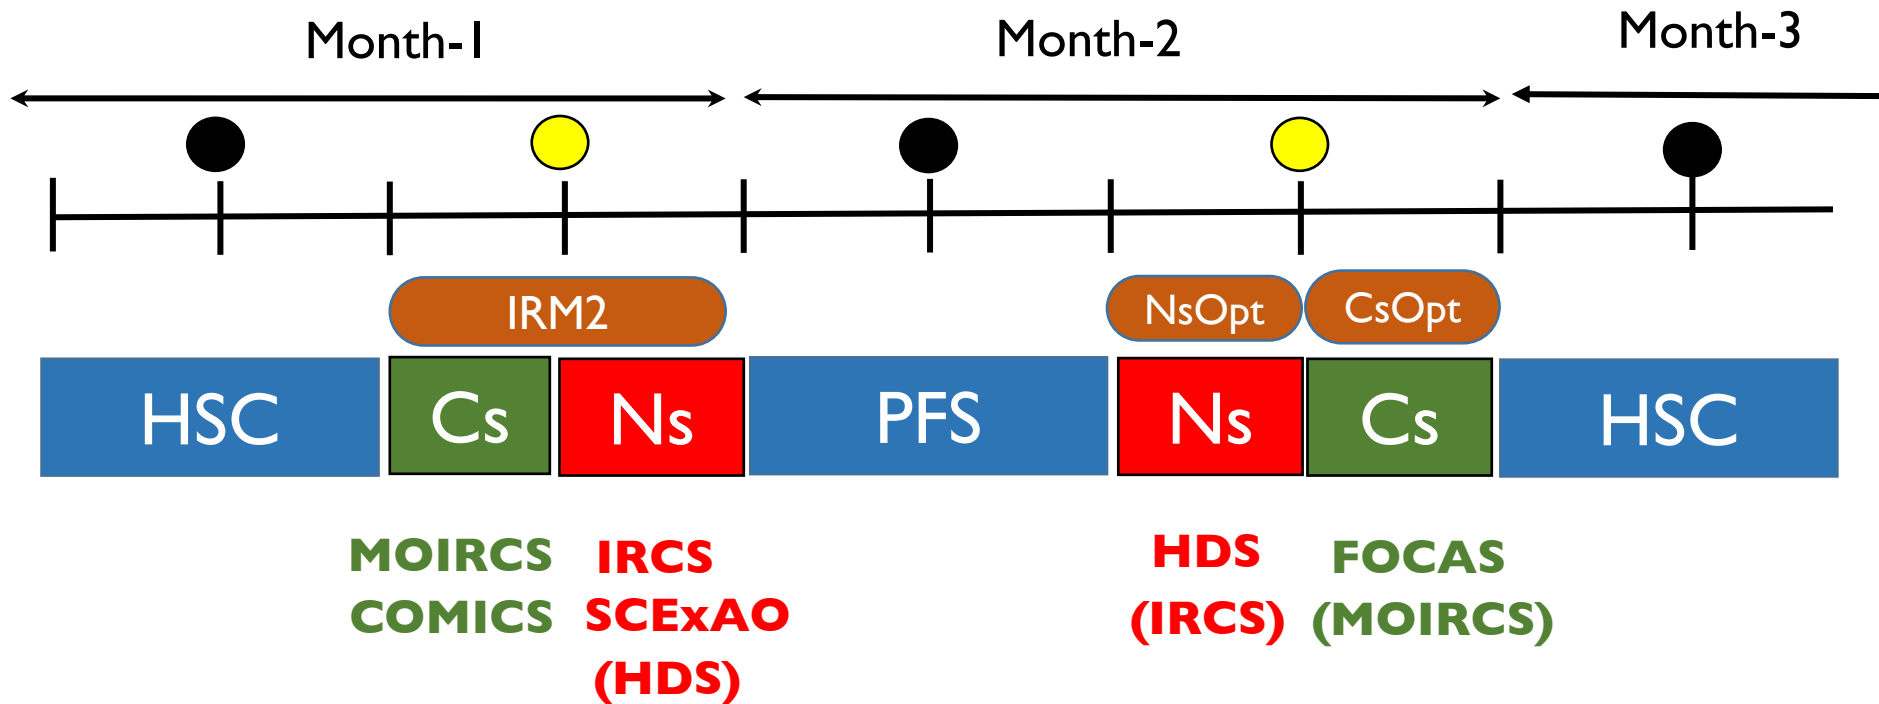 Month-1
Month-2
Month-3
IRM2
NsOpt
CsOpt
HSC
Cs
Ns
PFS
Ns
Cs
HSC
MOIRCS
COMICS
IRCS
SCExAO
(HDS)
HDS
(IRCS)
FOCAS
(MOIRCS)